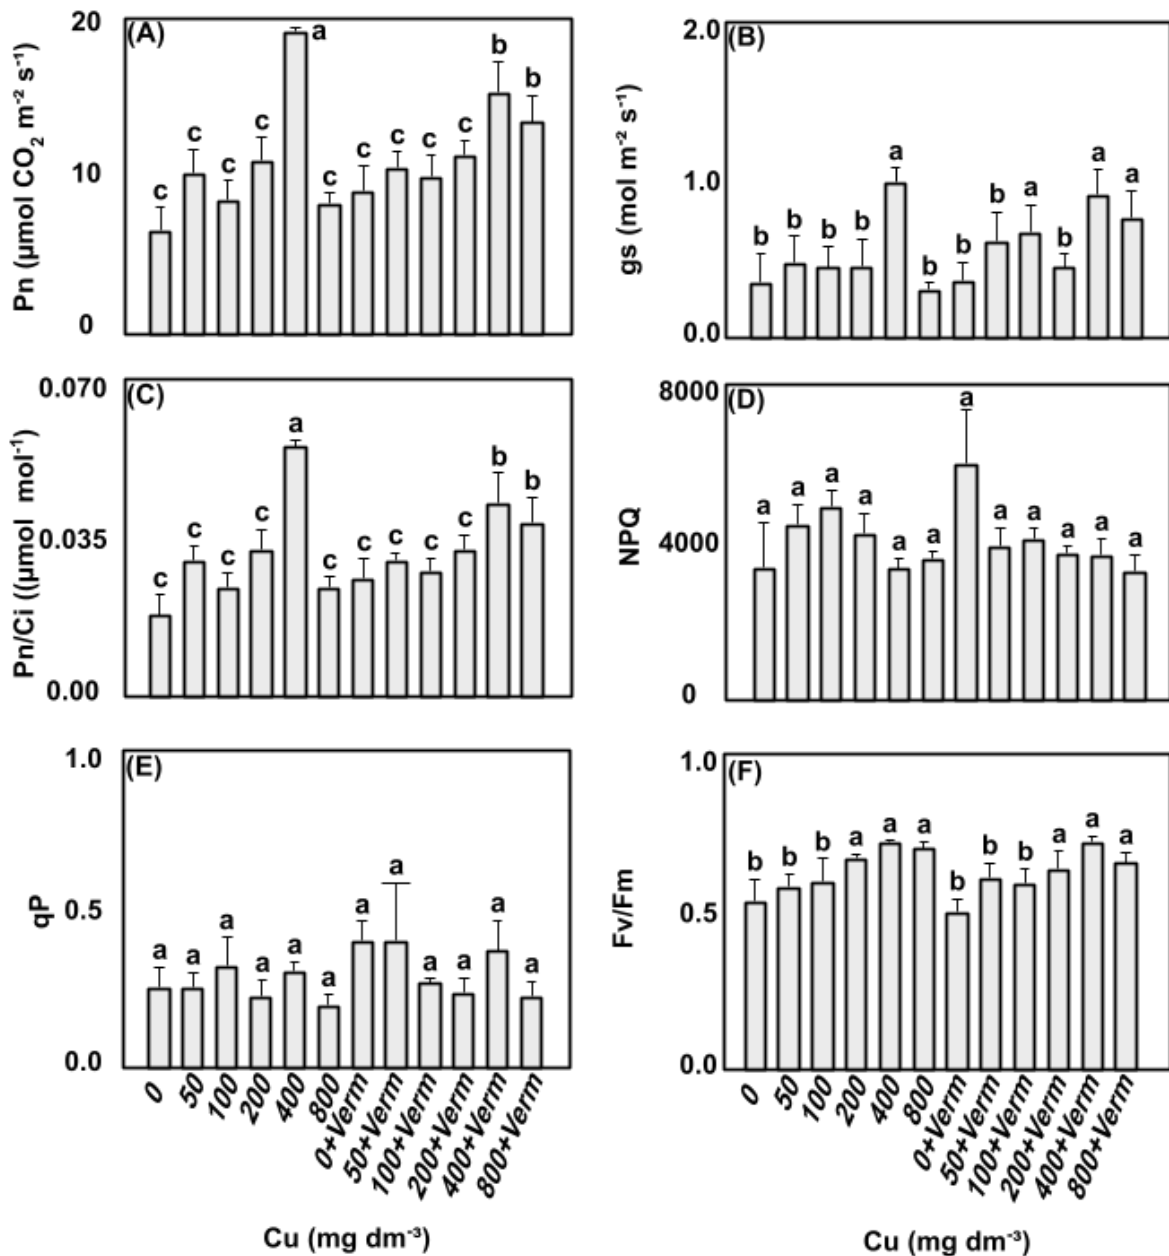 (A)
20
10
0
Pn (µmol CO₂ m⁻² s⁻¹)
c c c c a c c c c c b b
(B)
2.0
1.0
0.0
gs (mol m⁻² s⁻¹)
b b b b a b b b a b a a
(C)
0.070
0.035
0.00
Pn/Ci ((µmol mol⁻¹)
c c c c a c c c c c b b
(D)
8000
4000
0
NPQ
a a a a a a a a a a a a
(E)
1.0
0.5
0.0
qP
a a a a a a a a a a a a
0 50 100 200 400 800 0+Verm 50+Verm 100+Verm 200+Verm 400+Verm 800+Verm
Cu (mg dm⁻³)
(F)
1.0
0.5
0.0
Fv/Fm
b b b a a a b b b a a a
0 50 100 200 400 800 0+Verm 50+Verm 100+Verm 200+Verm 400+Verm 800+Verm
Cu (mg dm⁻³)